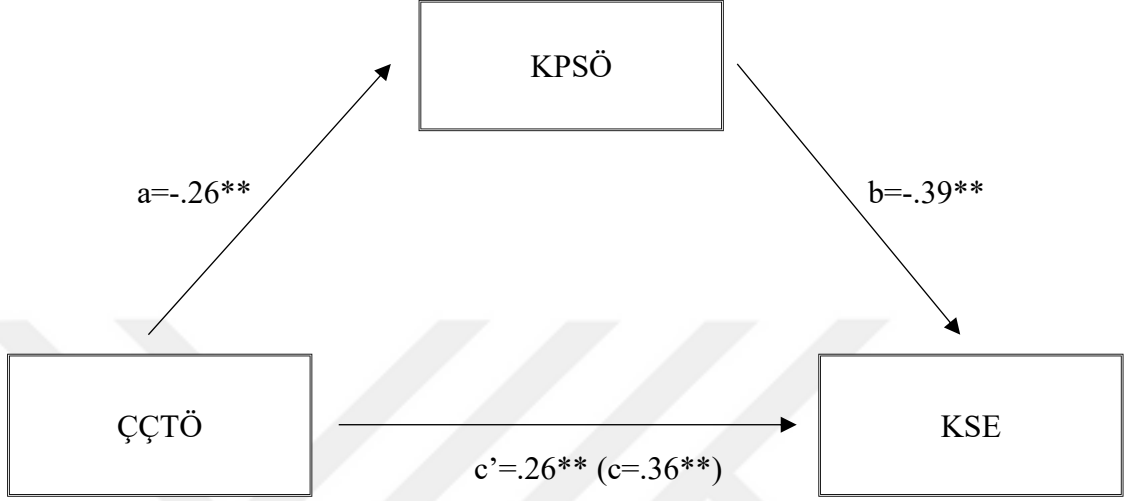 KPSÖ
a=-.26**
b=-.39**
ÇÇTÖ
KSE
c’=.26** (c=.36**)